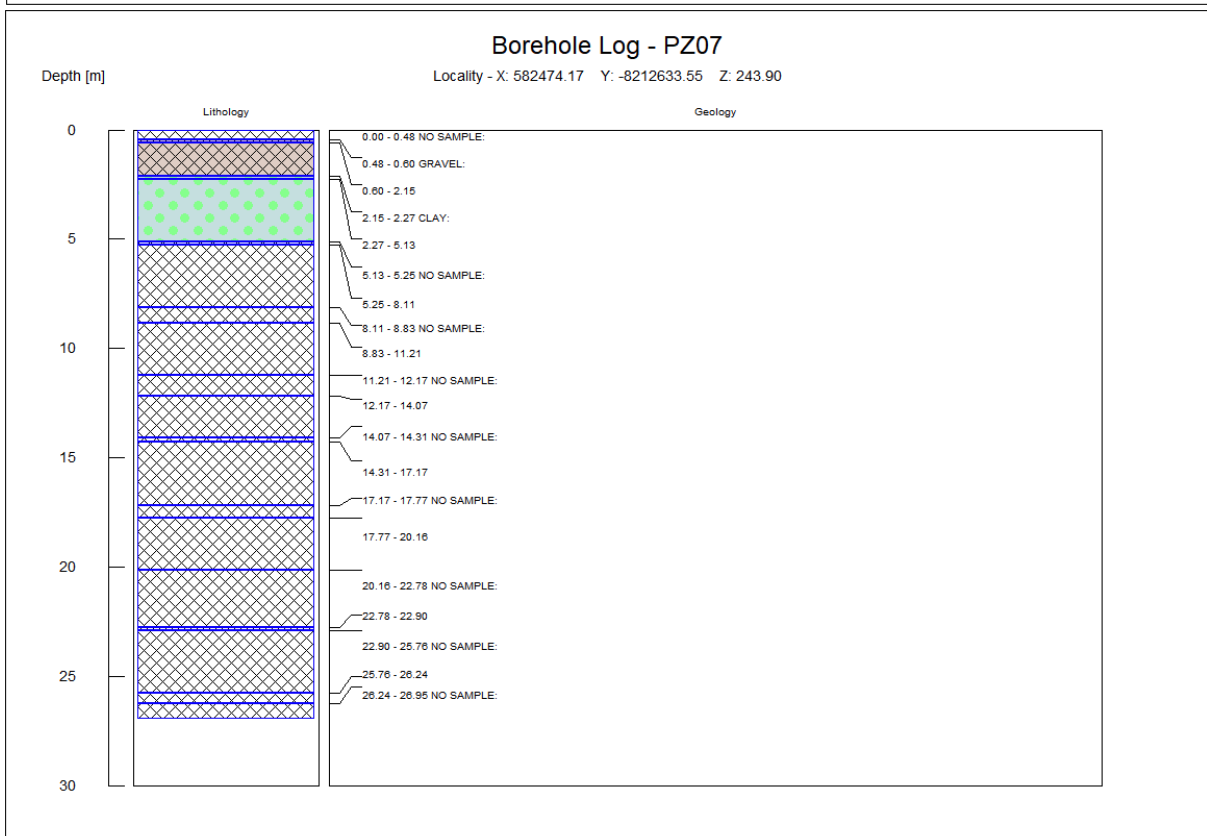 Borehole Log - PZ07
Depth [m]
Locality - X: 582474.17 Y: -8212633.55 Z: 243.90
Lithology
Geology
0
0.00 - 0.48 NO SAMPLE:
0.48 - 0.60 GRAVEL:
0.60 - 2.15
2.15 - 2.27 CLAY:
5
2.27 - 5.13
5.13 - 5.25 NO SAMPLE:
5.25 - 8.11
8.11 - 8.83 NO SAMPLE:
10
8.83 - 11.21
11.21 - 12.17 NO SAMPLE:
12.17 - 14.07
14.07 - 14.31 NO SAMPLE:
15
14.31 - 17.17
17.17 - 17.77 NO SAMPLE:
17.77 - 20.16
20
20.16 - 22.78 NO SAMPLE:
22.78 - 22.90
22.90 - 25.76 NO SAMPLE:
25
25.76 - 26.24
26.24 - 26.95 NO SAMPLE:
30